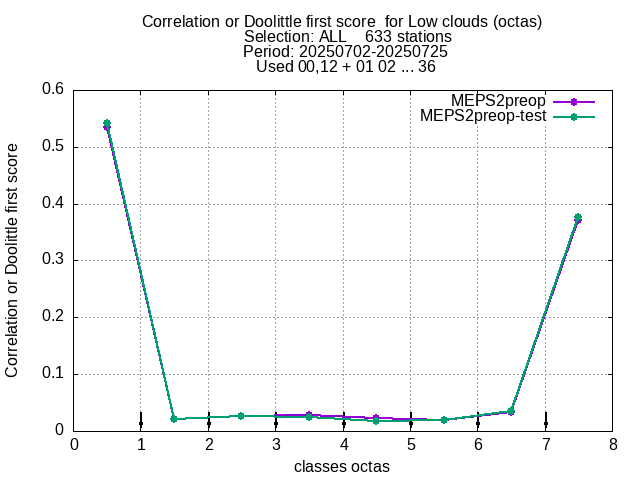 Correlation or Doolittle first score  for Low clouds (octas)
Selection: ALL    633 stations
Period: 20250702-20250725
Used 00,12 + 01 02 ... 36
MEPS2preop
MEPS2preop-test
Correlation or Doolittle first score
0.6
0.5
0.4
0.3
0.2
0.1
0
0 1 2 3 4 5 6 7 8
classes octas